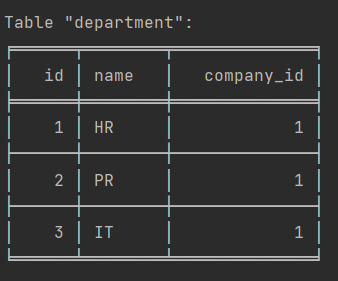 Table "department":
id name company_id
1 HR 1
2 PR 1
3 IT 1